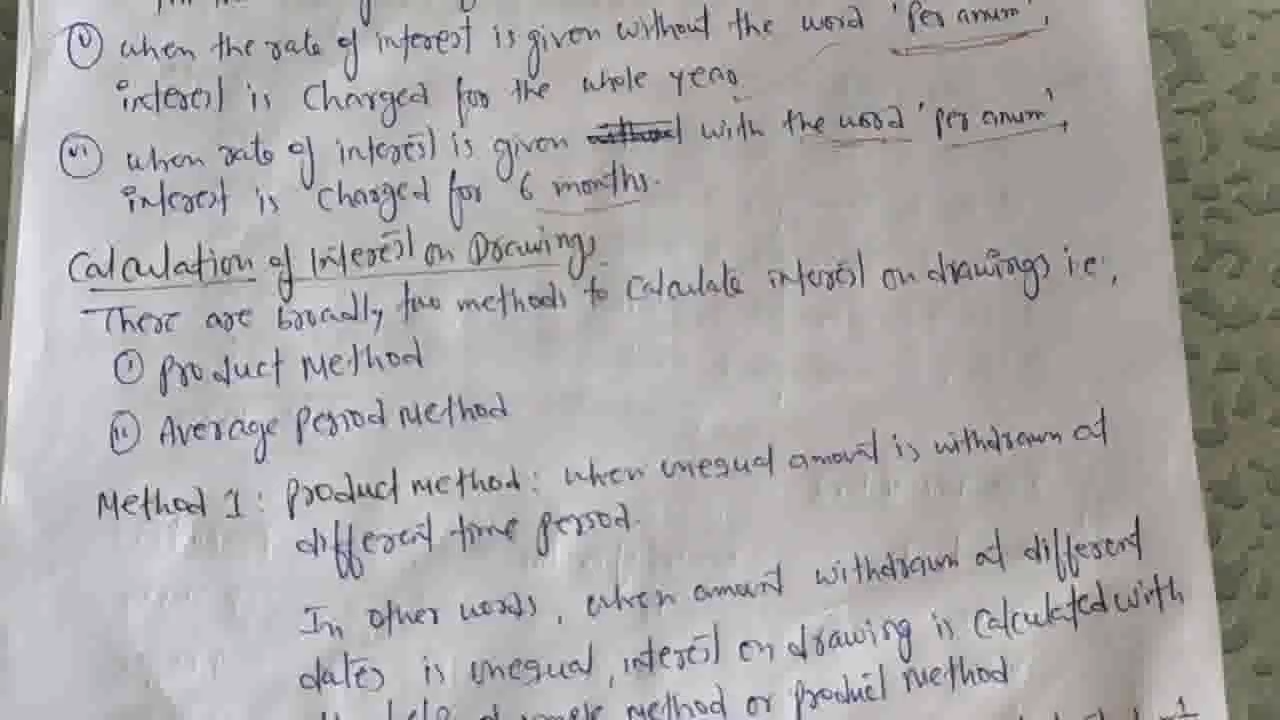 (v) when the rate of interest is given without the word 'per anum',
interest is charged for the whole year.
(vi) when rate of interest is given with the word 'per anum',
interest is charged for 6 months.
Calculation of Interest on Drawings
There are broadly two methods to calculate interest on drawings i.e.,
(i) Product Method
(ii) Average Period Method
Method 1: Product method: when unequal amount is withdrawn at
different time period.
In other words, when amount withdrawn at different
dates is unequal, interest on drawing is calculated with
help of simple method or product method